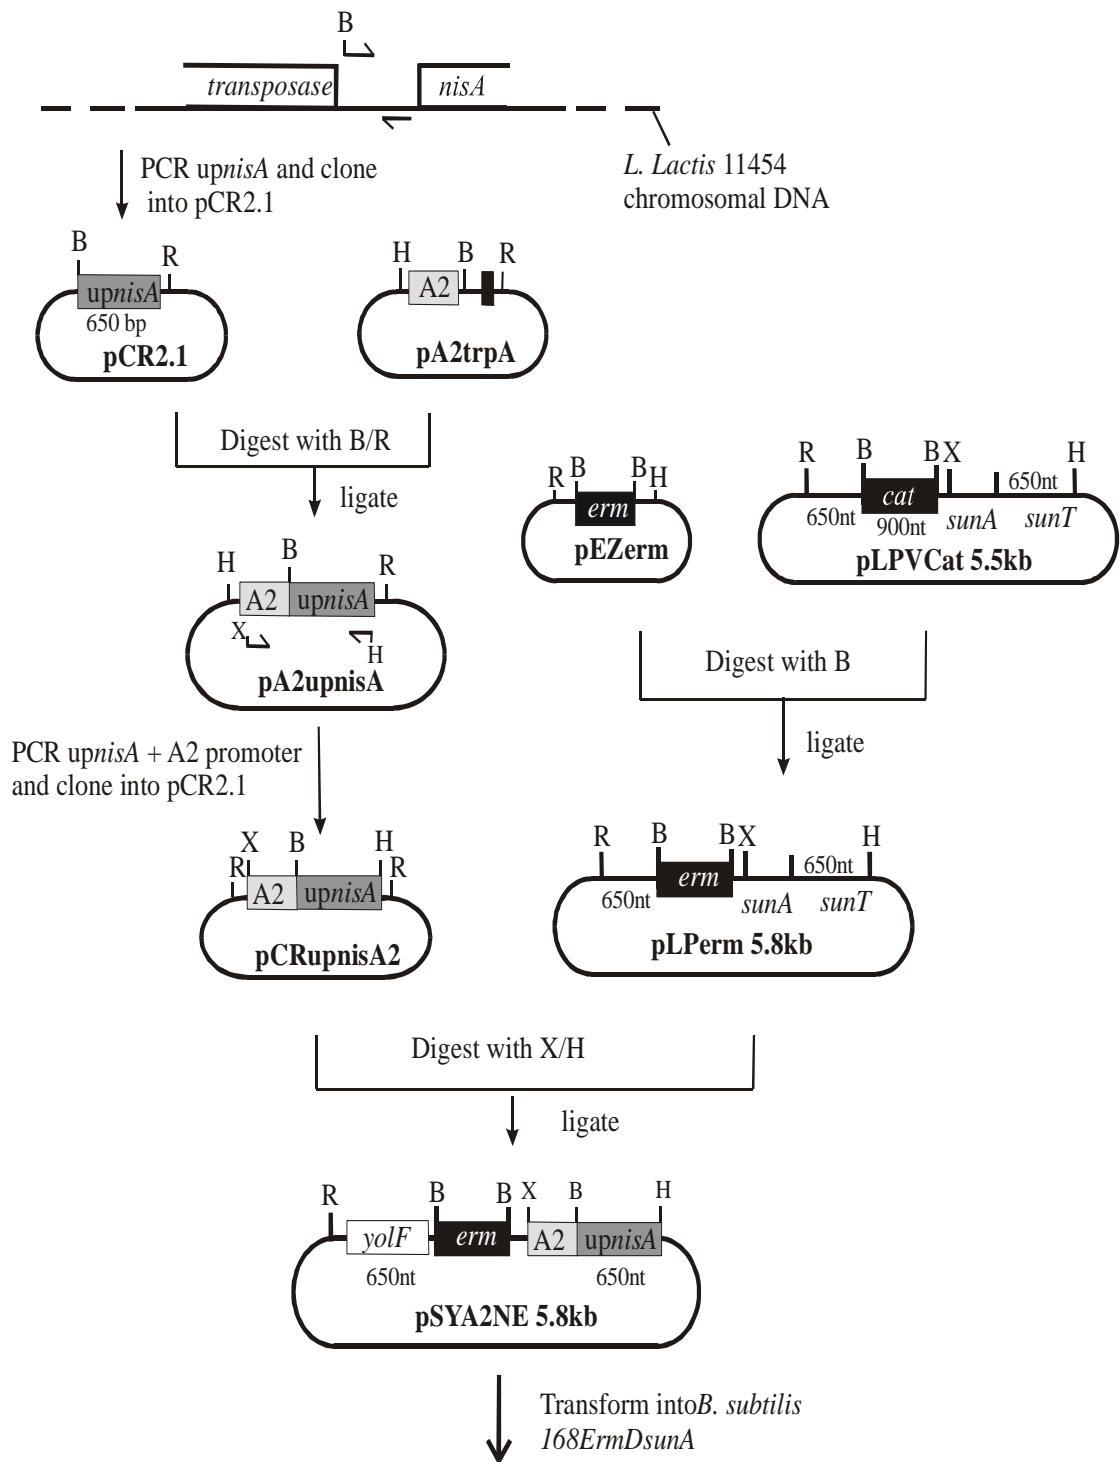 B
transposase
nisA
PCR upnisA and clone
into pCR2.1
L. Lactis 11454
chromosomal DNA
B
R
upnisA
650 bp
pCR2.1
H
B
R
A2
pA2trpA
Digest with B/R
ligate
R
B
B
H
erm
pEZerm
R
B
B
X
H
cat
650nt
650nt
900nt
sunA
sunT
pLPVCat 5.5kb
H
B
R
A2
upnisA
X
H
pA2upnisA
Digest with B
ligate
PCR upnisA + A2 promoter
and clone into pCR2.1
X
B
H
R
R
A2
upnisA
pCRupnisA2
R
B
B
X
H
erm
650nt
650nt
sunA
sunT
pLPerm 5.8kb
Digest with X/H
ligate
R
B
B
X
B
H
yolF
erm
A2
upnisA
650nt
650nt
pSYA2NE 5.8kb
Transform intoB. subtilis
168ErmDsunA